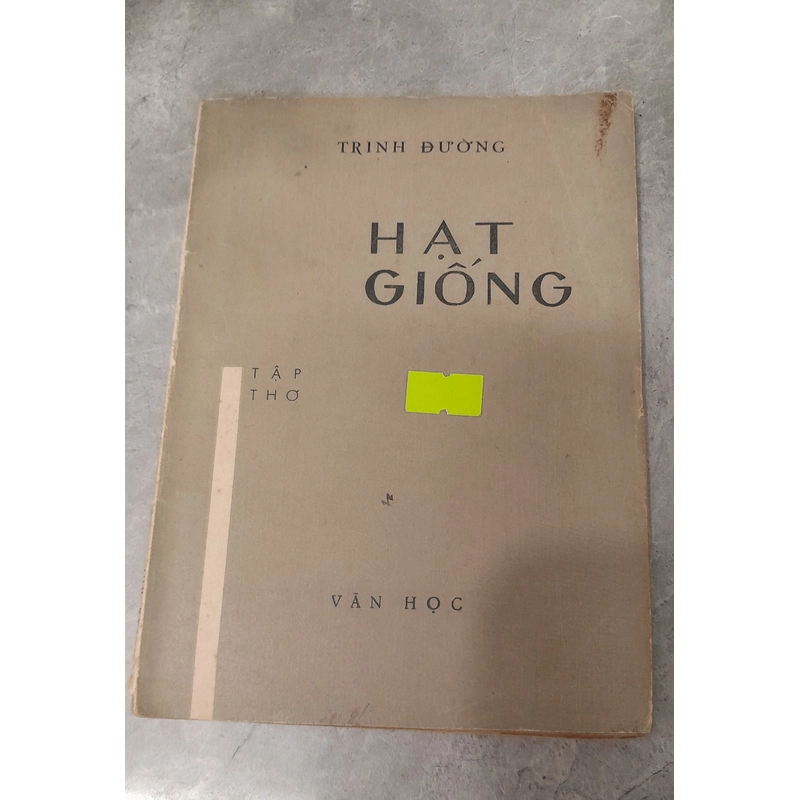 TRINH ĐƯỜNG
HẠT
GIỐNG
TẬP
THƠ
VĂN HỌC